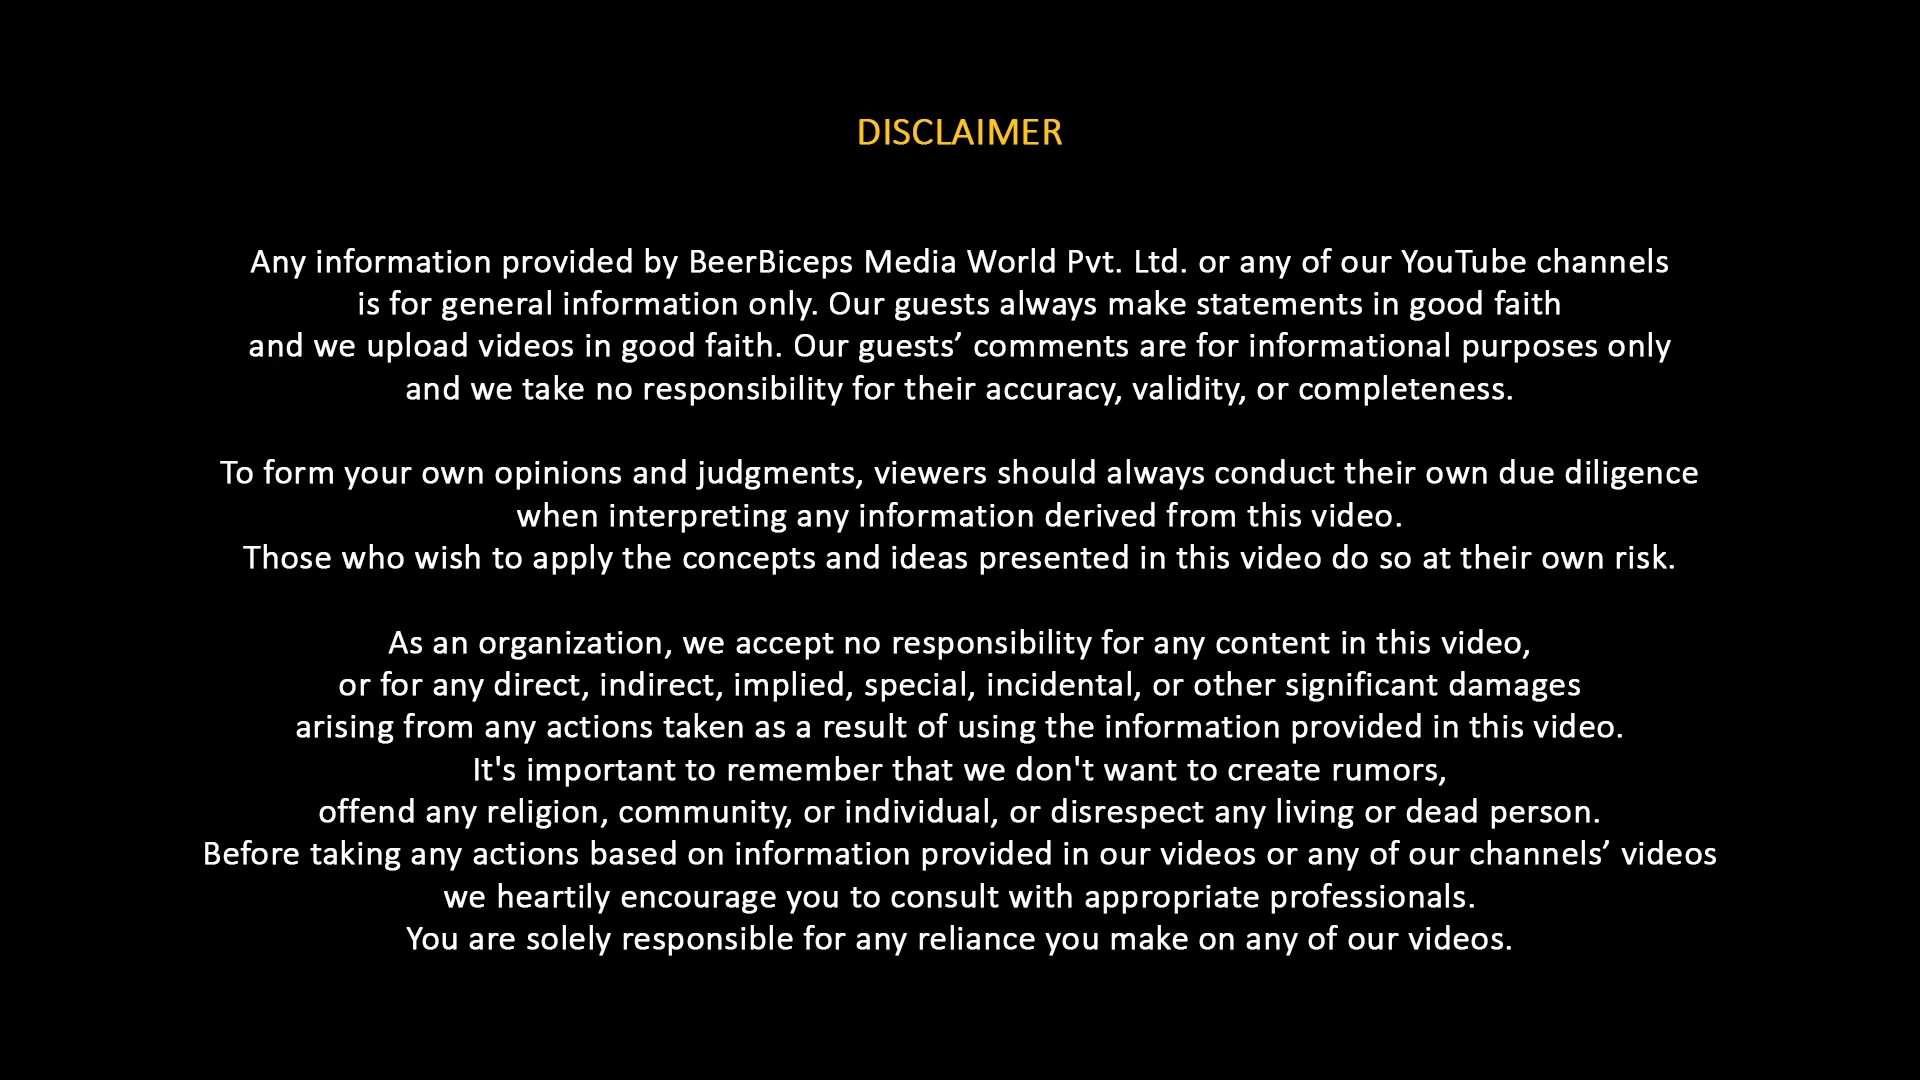 DISCLAIMER
Any information provided by BeerBiceps Media World Pvt. Ltd. or any of our YouTube channels
is for general information only. Our guests always make statements in good faith
and we upload videos in good faith. Our guests’ comments are for informational purposes only
and we take no responsibility for their accuracy, validity, or completeness.
To form your own opinions and judgments, viewers should always conduct their own due diligence
when interpreting any information derived from this video.
Those who wish to apply the concepts and ideas presented in this video do so at their own risk.
As an organization, we accept no responsibility for any content in this video,
or for any direct, indirect, implied, special, incidental, or other significant damages
arising from any actions taken as a result of using the information provided in this video.
It's important to remember that we don't want to create rumors,
offend any religion, community, or individual, or disrespect any living or dead person.
Before taking any actions based on information provided in our videos or any of our channels’ videos
we heartily encourage you to consult with appropriate professionals.
You are solely responsible for any reliance you make on any of our videos.